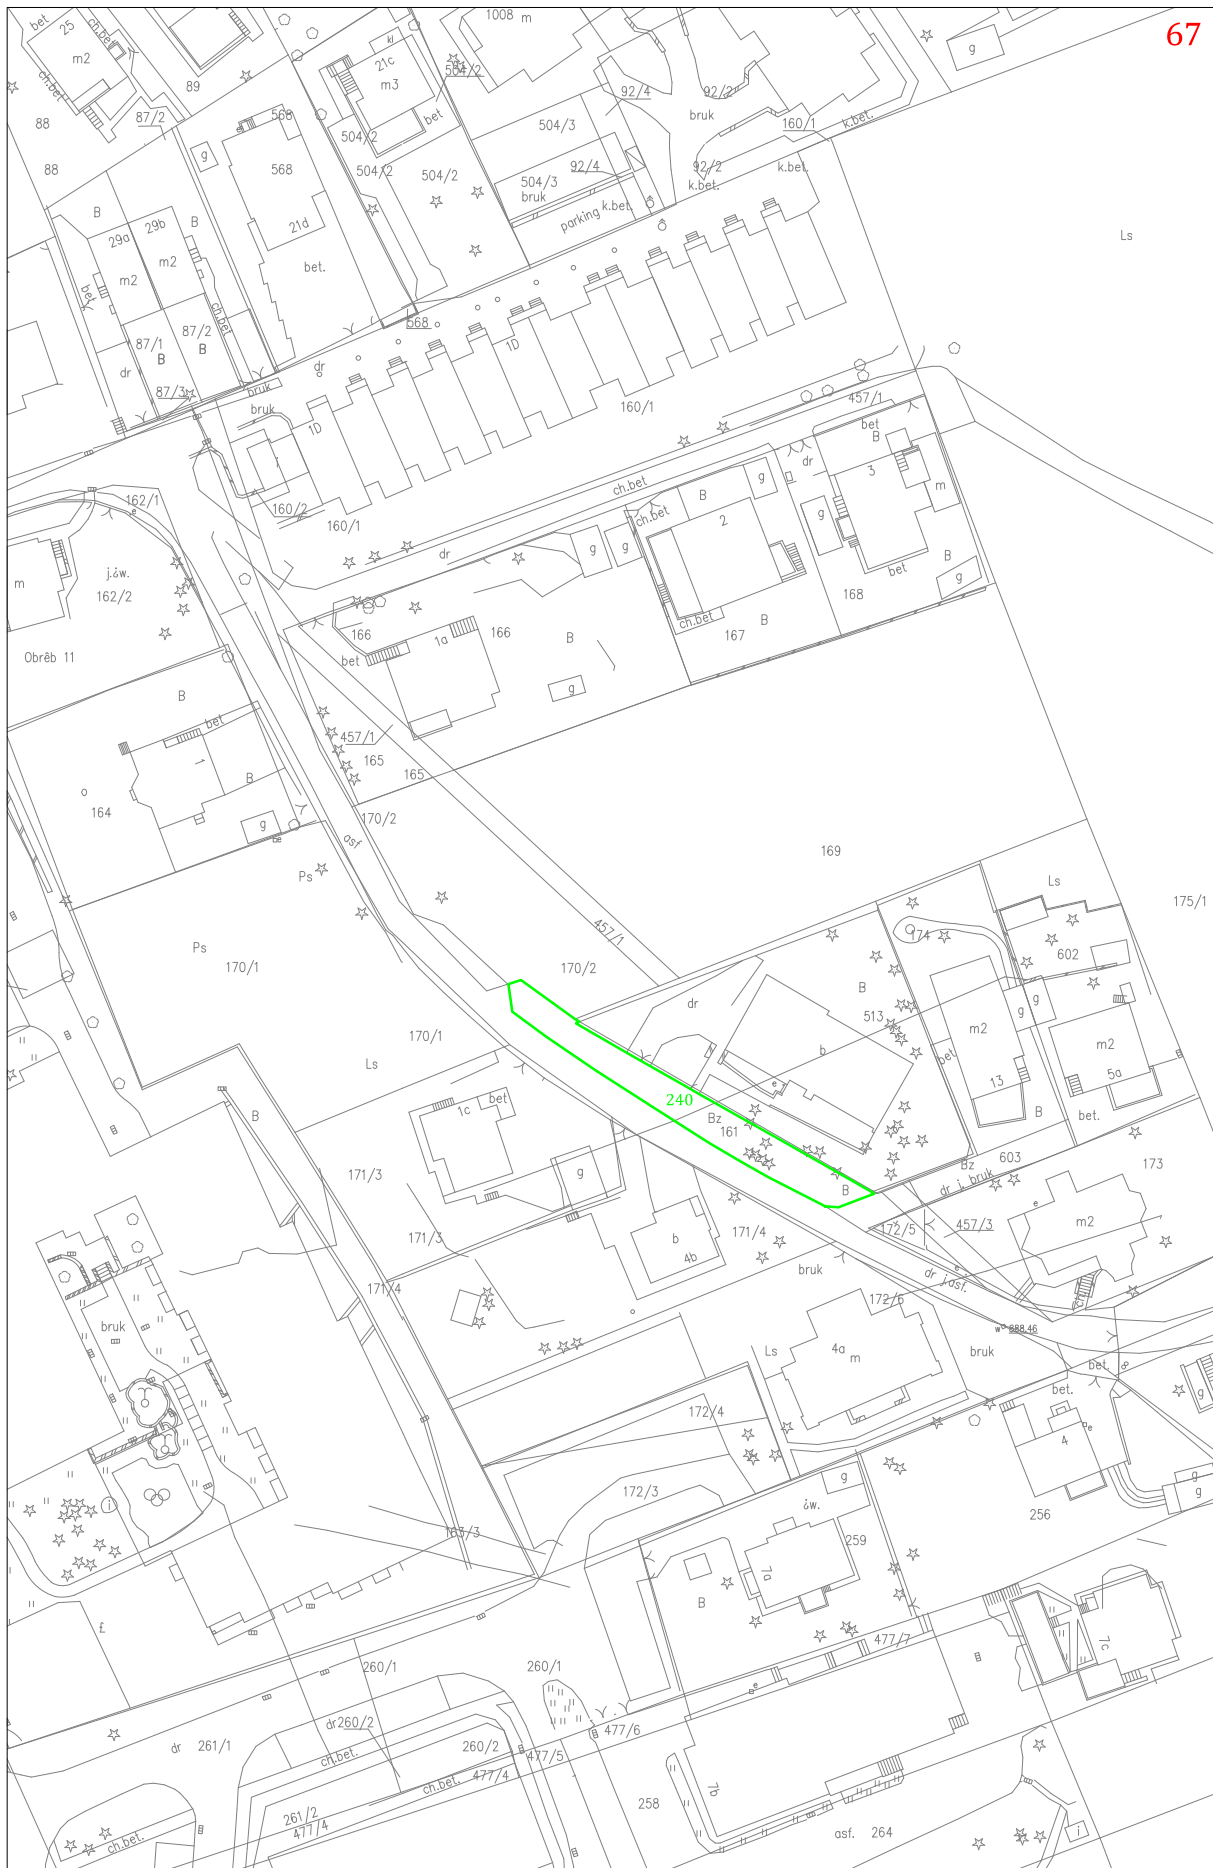 67
25
bet
m2
ch.bet
ch.bet
88
88
89
87/2
g
568
568
21d
bet.
21c
kl
m3
504/2
bet
504/2
504/2
504/2
1008 m
92/4
92/2
bruk
504/3
92/4
504/3
bruk
parking k.bet.
92/2
k.bet.
k.bet.
160/1
k.bet.
g
Ls
B
29a
29b
B
m2
m2
bet
ch.bet
87/1
B
87/2
B
dr
87/3
568
dr
bruk
bruk
1D
1D
160/1
160/2
160/1
457/1
bet
B
3
m
dr
ch.bet
dr
ch.bet
B
g
2
g
g
g
bet
B
g
168
ch.bet
B
167
162/1
e
m
162/2
Obręb 11
166
bet
1a
166
B
g
B
bet
1
B
164
g
e
457/1
165
165
170/2
asf
Ps
Ps
170/1
170/1
Ls
169
457/1
170/2
Ls
175/1
174
602
dr
B
513
b
m2
g
g
m2
bet
13
5a
B
bet.
e
240
Bz
161
B
Bz
603
dr j. bruk
173
1c
bet
g
B
171/3
171/3
171/4
b
4b
171/4
bruk
172/5
457/3
e
m2
e
dr j.asf.
172/6
w 888.46
bruk
bet.
bet.
8
Ls
4a
m
bruk
172/4
172/3
g
4
e
g
g
g
256
i
163/3
£
259
7a
B
477/7
7c
e
260/1
260/1
dr
261/1
dr
260/2
ch.bet.
260/2
477/5
477/6
ch.bet.
477/4
261/2
477/4
ch.bet.
258
7b
asf. 264
i